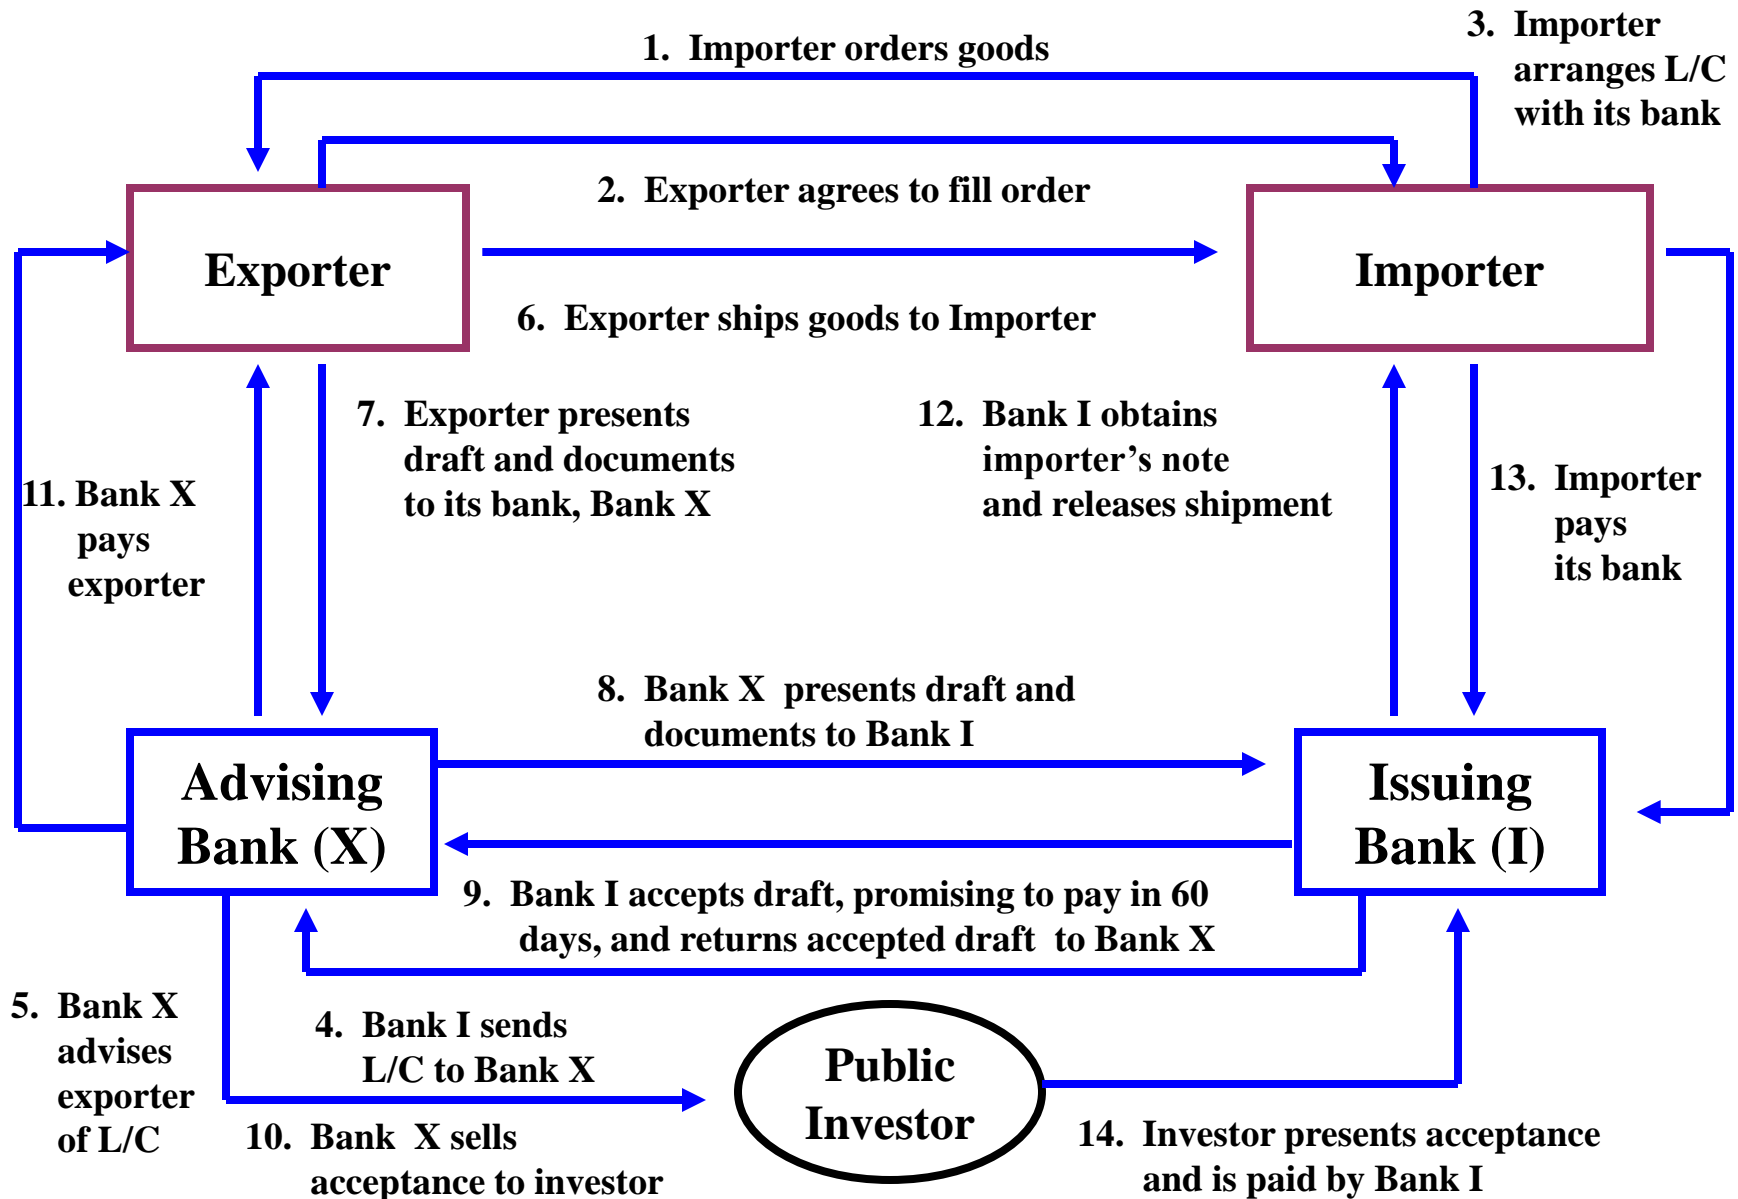 1. Importer orders goods
3. Importer
arranges L/C
with its bank
2. Exporter agrees to fill order
Exporter
Importer
6. Exporter ships goods to Importer
7. Exporter presents
draft and documents
to its bank, Bank X
12. Bank I obtains
importer’s note
and releases shipment
11. Bank X
pays
exporter
13. Importer
pays
its bank
8. Bank X presents draft and
documents to Bank I
Advising
Bank (X)
Issuing
Bank (I)
9. Bank I accepts draft, promising to pay in 60
days, and returns accepted draft to Bank X
5. Bank X
advises
exporter
of L/C
4. Bank I sends
L/C to Bank X
Public
Investor
10. Bank X sells
acceptance to investor
14. Investor presents acceptance
and is paid by Bank I